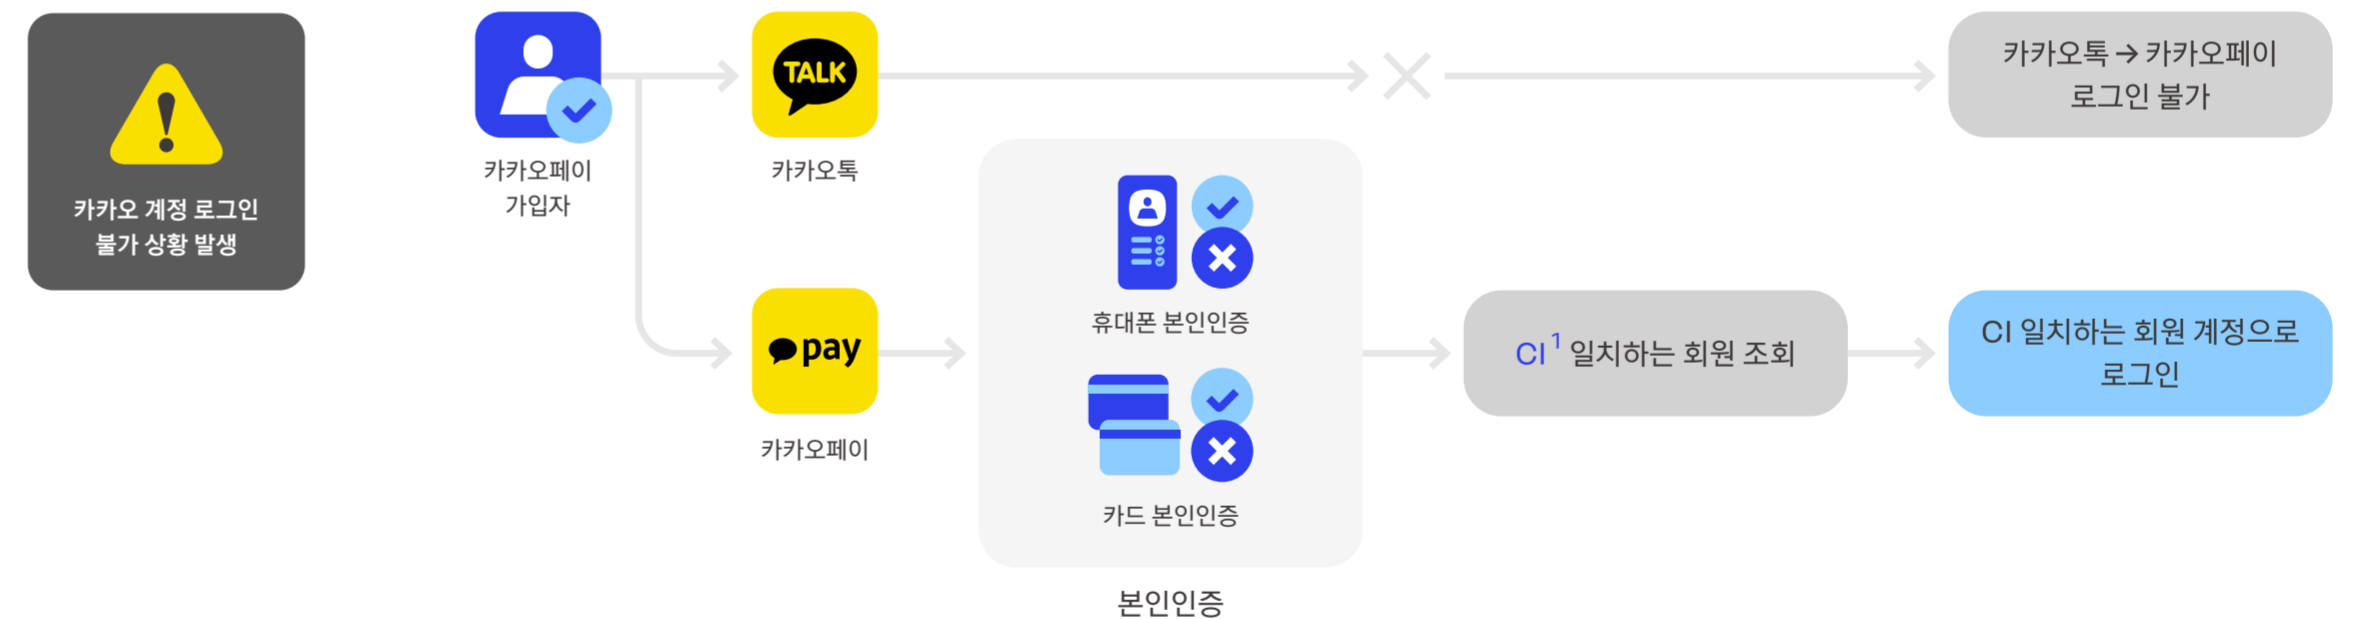 카카오 계정 로그인
불가 상황 발생
카카오페이
가입자
TALK
카카오톡
카카오톡 → 카카오페이
로그인 불가
pay
카카오페이
휴대폰 본인인증
카드 본인인증
본인인증
CI¹ 일치하는 회원 조회
CI 일치하는 회원 계정으로
로그인